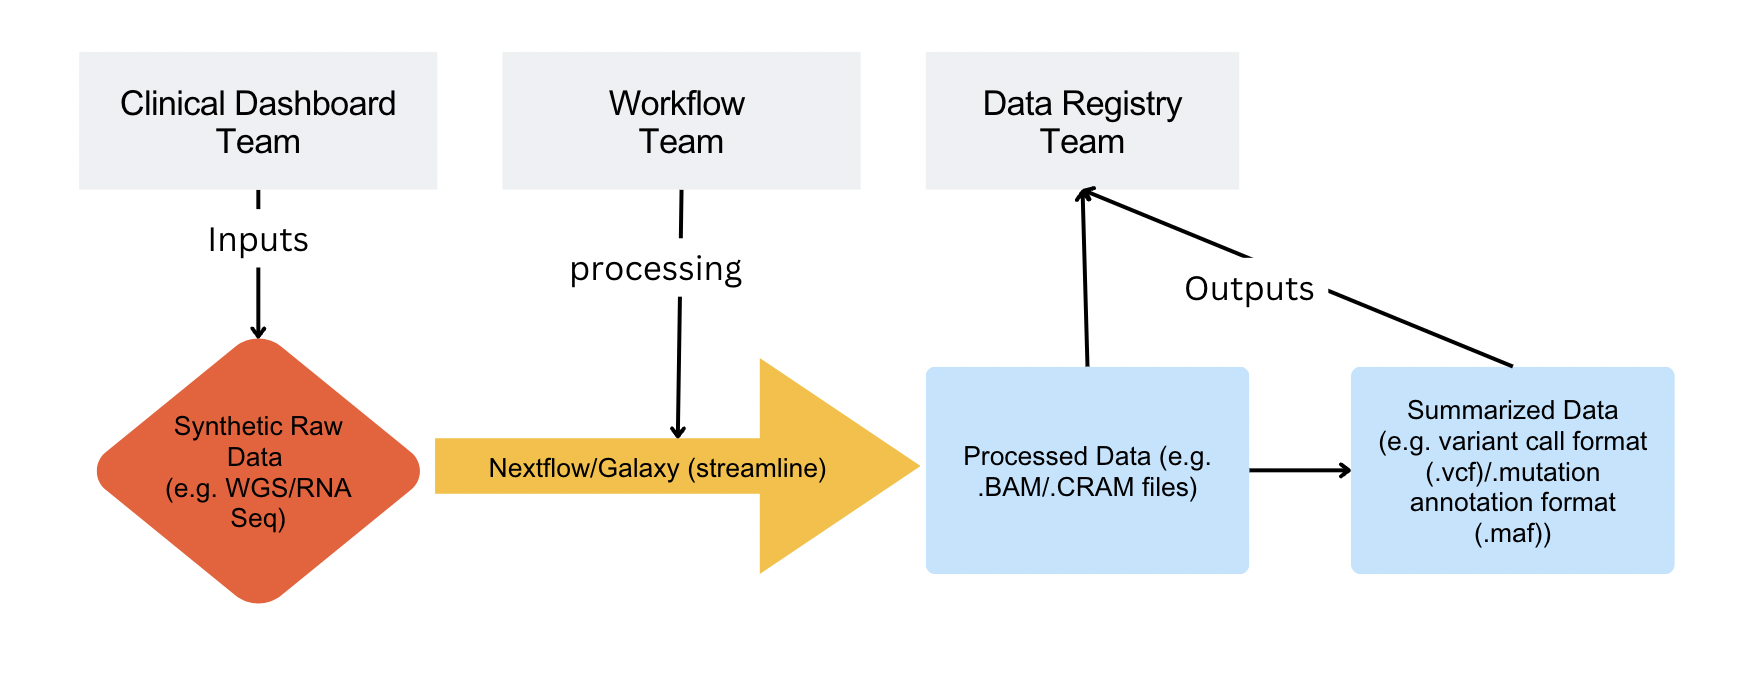 Clinical Dashboard
Team
Workflow
Team
Data Registry
Team
Inputs
processing
Outputs
Synthetic Raw
Data
(e.g. WGS/RNA
Seq)
Nextflow/Galaxy (streamline)
Processed Data (e.g.
.BAM/.CRAM files)
Summarized Data
(e.g. variant call format
(.vcf)/.mutation
annotation format
(.maf))